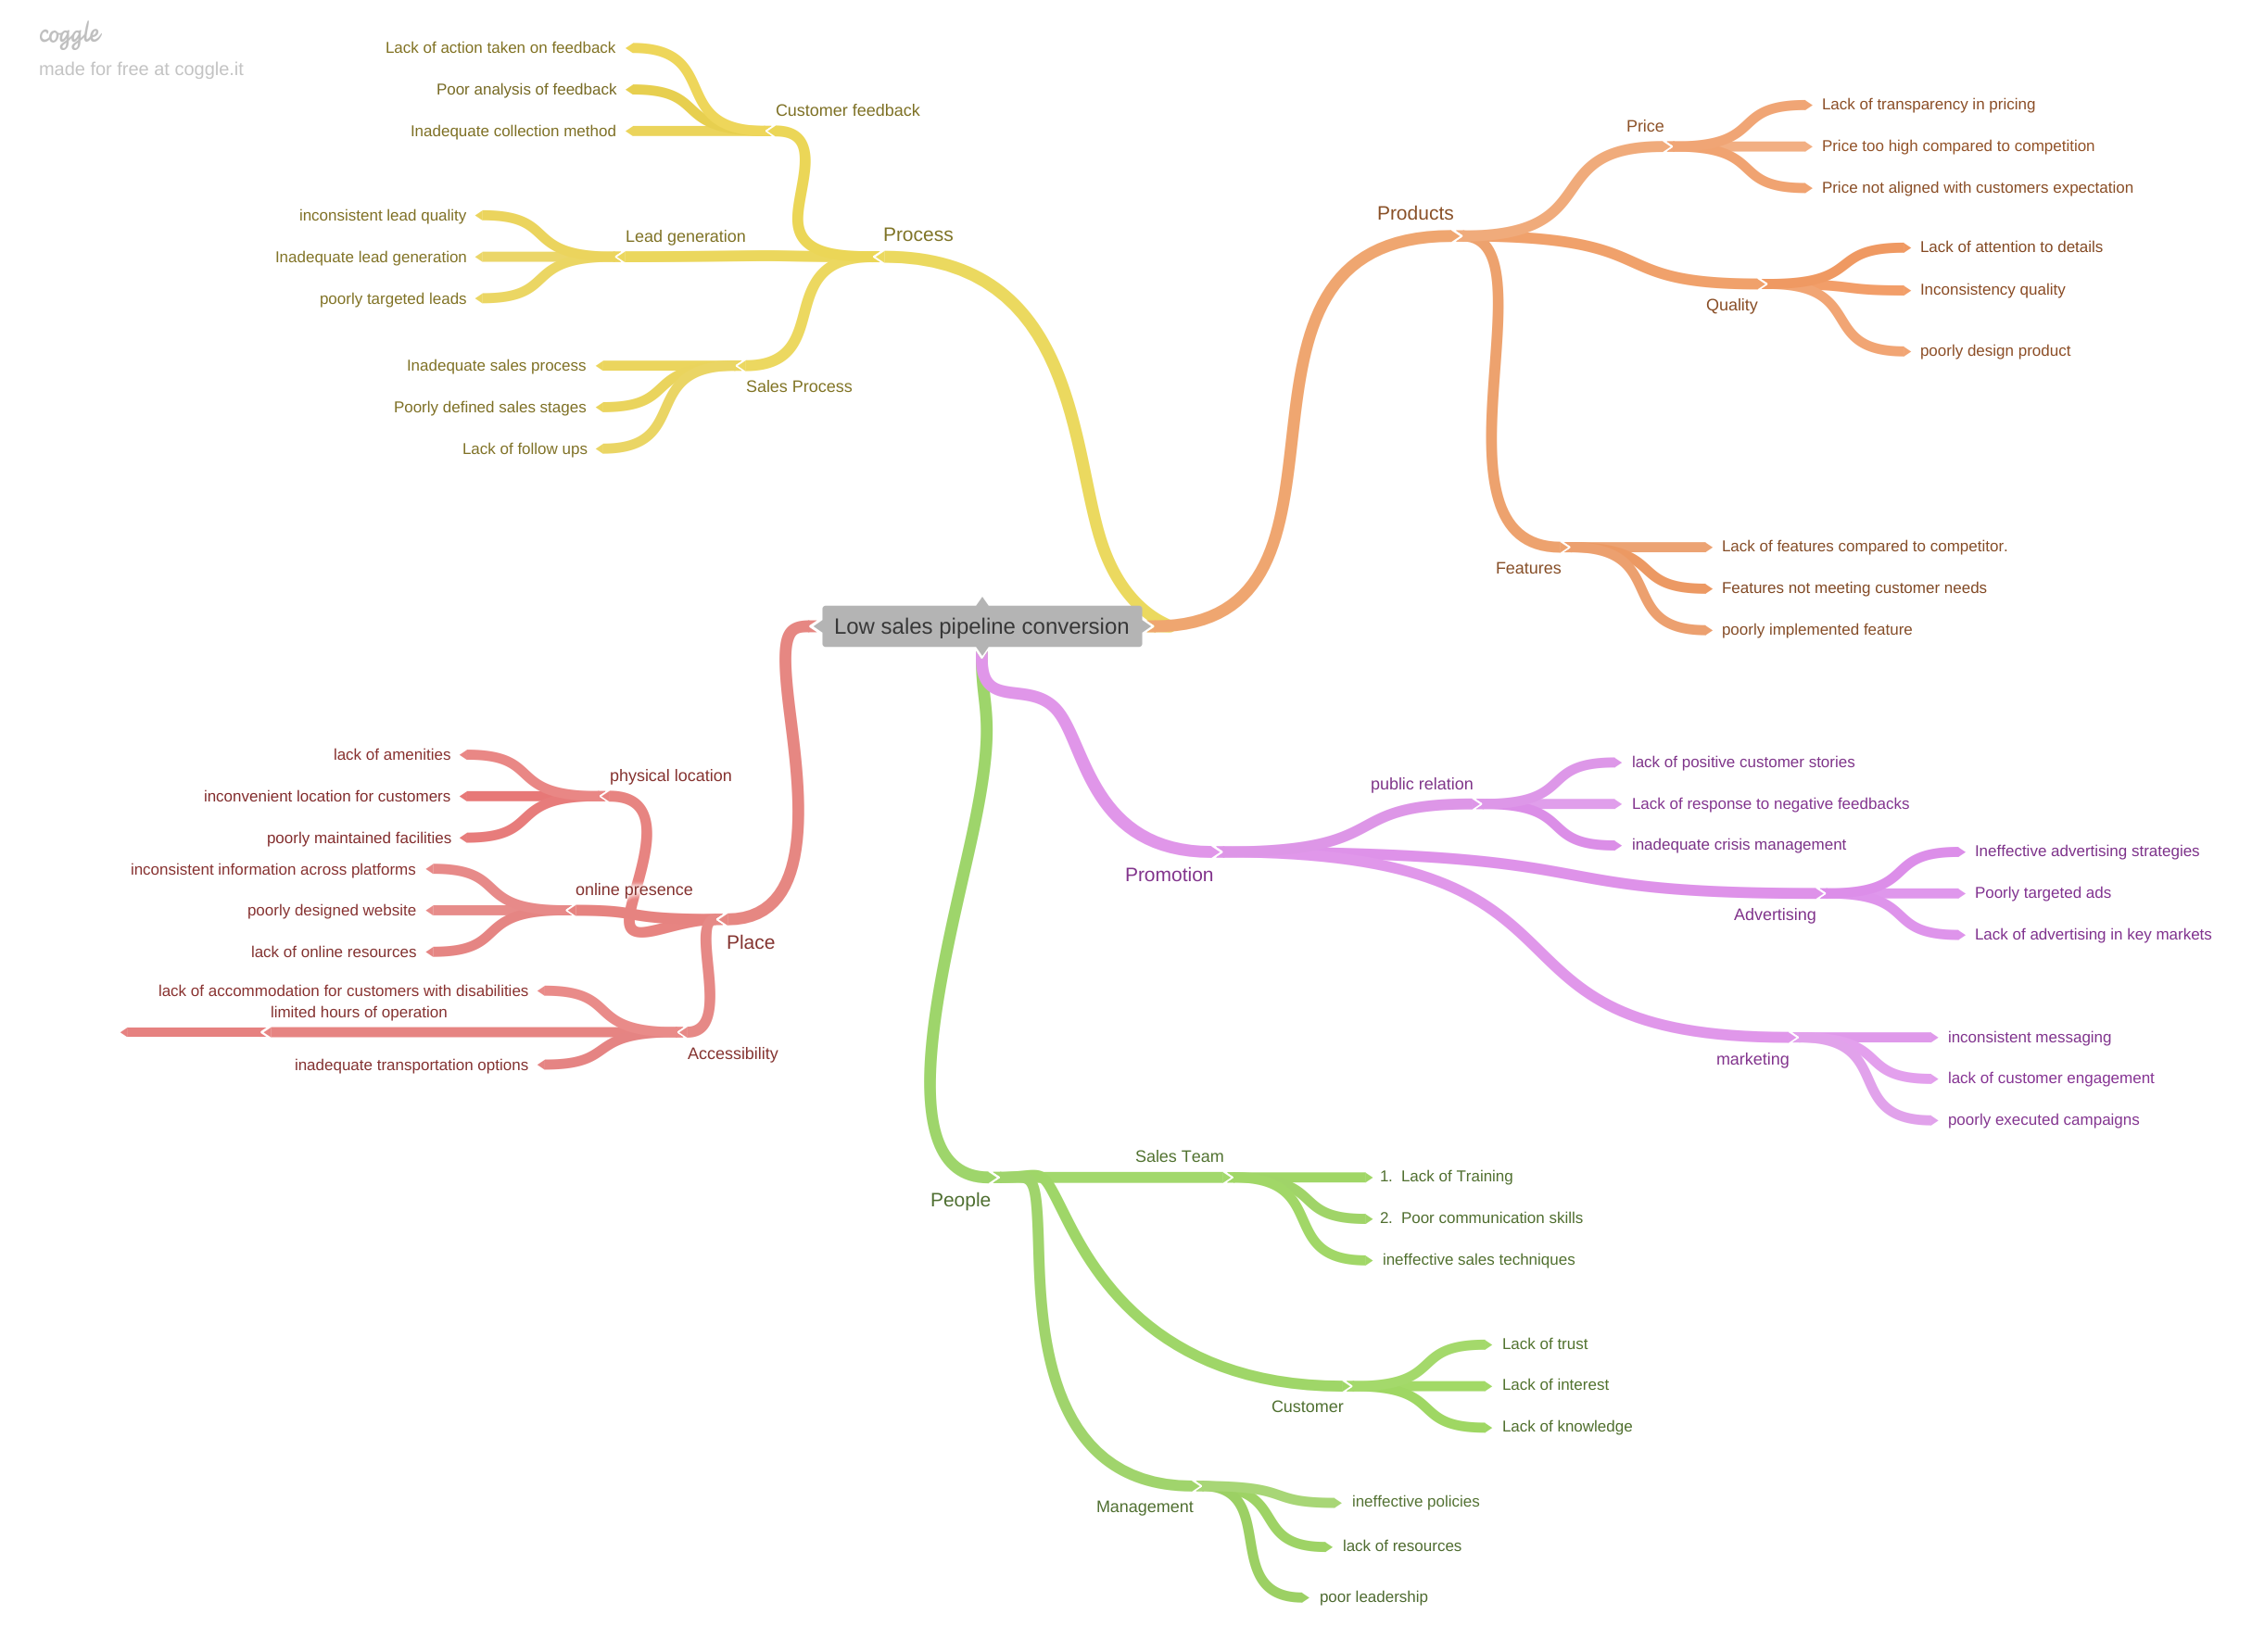 coggle
made for free at coggle.it
Low sales pipeline conversion
Process
Customer feedback
Lack of action taken on feedback
Poor analysis of feedback
Inadequate collection method
Lead generation
inconsistent lead quality
Inadequate lead generation
poorly targeted leads
Sales Process
Inadequate sales process
Poorly defined sales stages
Lack of follow ups
Products
Price
Lack of transparency in pricing
Price too high compared to competition
Price not aligned with customers expectation
Quality
Lack of attention to details
Inconsistency quality
poorly design product
Features
Lack of features compared to competitor.
Features not meeting customer needs
poorly implemented feature
Place
physical location
lack of amenities
inconvenient location for customers
poorly maintained facilities
online presence
inconsistent information across platforms
poorly designed website
lack of online resources
Accessibility
lack of accommodation for customers with disabilities
limited hours of operation
inadequate transportation options
Promotion
public relation
lack of positive customer stories
Lack of response to negative feedbacks
inadequate crisis management
Advertising
Ineffective advertising strategies
Poorly targeted ads
Lack of advertising in key markets
marketing
inconsistent messaging
lack of customer engagement
poorly executed campaigns
People
Sales Team
1. Lack of Training
2. Poor communication skills
ineffective sales techniques
Customer
Lack of trust
Lack of interest
Lack of knowledge
Management
ineffective policies
lack of resources
poor leadership